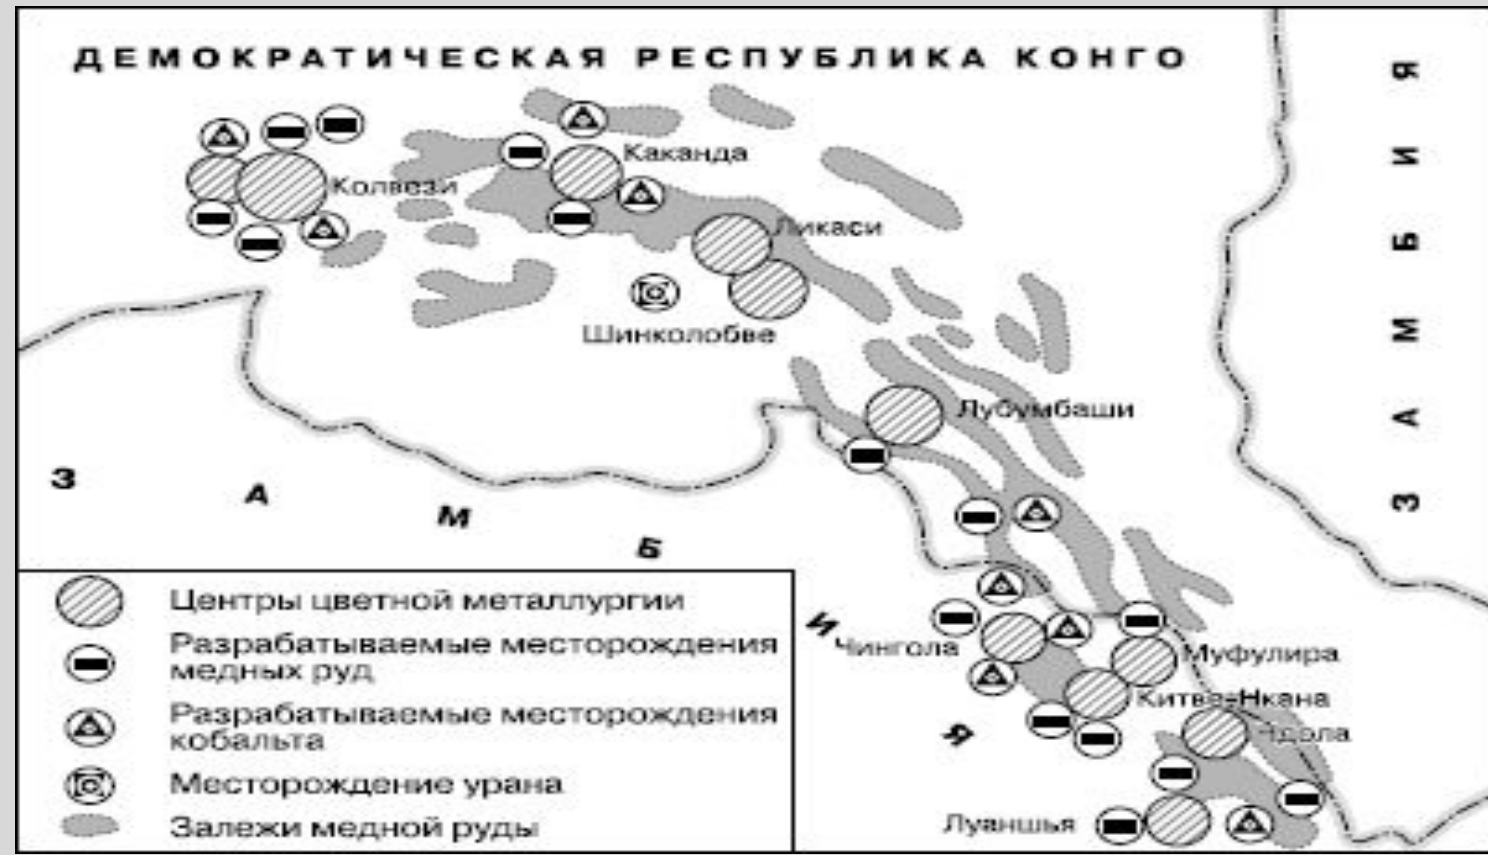 ДЕМОКРАТИЧЕСКАЯ РЕСПУБЛИКА КОНГО
ЗАМБИЯ
Каканда
Колвези
Ликаси
Шинколобве
Лубумбаши
ЗАМБИЯ
Чингола
Муфулира
Китве-Нкана
Ндола
Луаншья
Центры цветной металлургии
Разрабатываемые месторождения
медных руд
Разрабатываемые месторождения
кобальта
Месторождение урана
Залежи медной руды